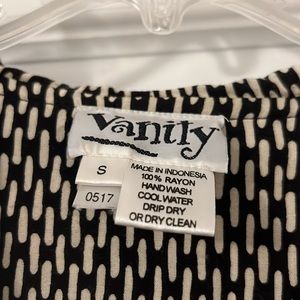 Vanity
S
0517
MADE IN INDONESIA
100% RAYON
HAND WASH
COOL WATER
DRIP DRY
OR DRY CLEAN